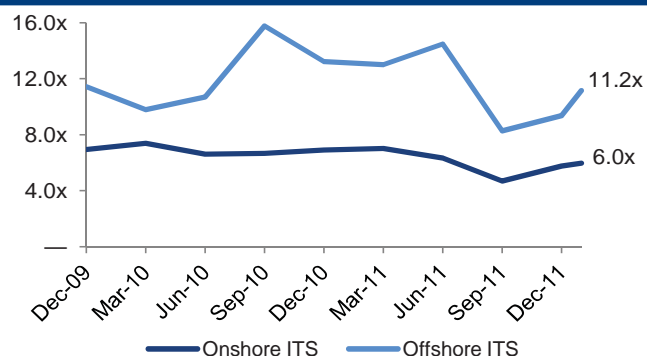 16.0x
12.0x
11.2x
8.0x
6.0x
4.0x
—
Dec-09 Mar-10 Jun-10 Sep-10 Dec-10 Mar-11 Jun-11 Sep-11 Dec-11
Onshore ITS Offshore ITS